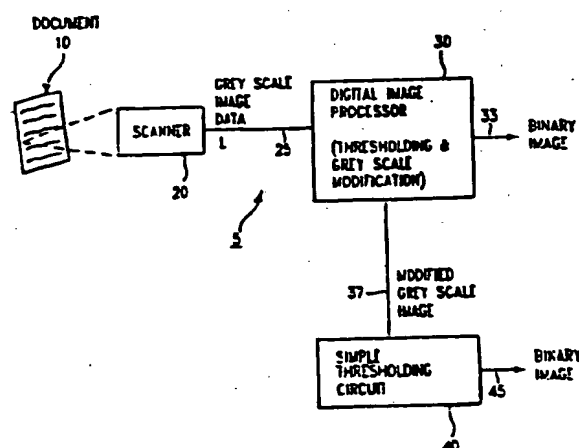 DOCUMENT
10
SCANNER
20
GREY SCALE
IMAGE
DATA
1
25
5
30
DIGITAL IMAGE
PROCESSOR
(THRESHOLDING &
GREY SCALE
MODIFICATION)
33
BINARY
IMAGE
37
MODIFIED
GREY SCALE
IMAGE
SIMPLE
THRESHOLDING
CIRCUIT
BINARY
IMAGE
45
40